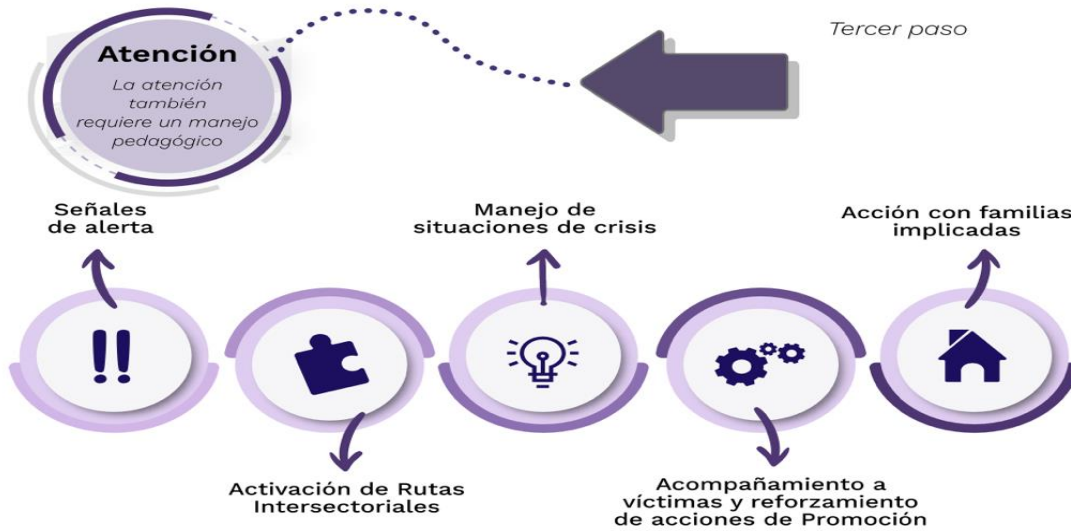 Atención
La atención
también
requiere un manejo
pedagógico
Tercer paso
Señales
de alerta
Manejo de
situaciones de crisis
Acción con familias
implicadas
Activación de Rutas
Intersectoriales
Acompañamiento a
víctimas y reforzamiento
de acciones de Promoción